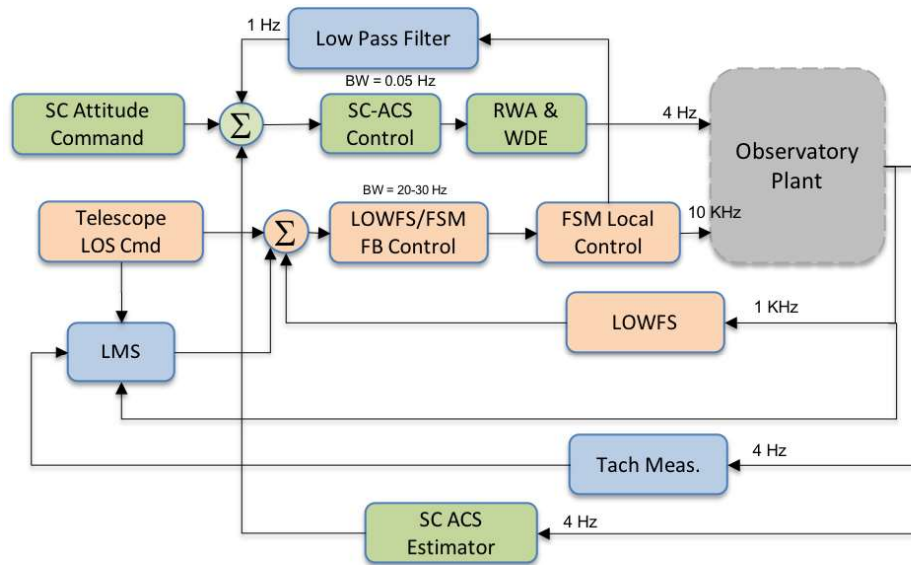 1 Hz
Low Pass Filter
BW = 0.05 Hz
SC Attitude
Command
Σ
SC-ACS
Control
RWA &
WDE
4 Hz
Observatory
Plant
BW = 20-30 Hz
Telescope
LOS Cmd
Σ
LOWFS/FSM
FB Control
FSM Local
Control
10 KHz
LOWFS
1 KHz
LMS
Tach Meas.
4 Hz
SC ACS
Estimator
4 Hz